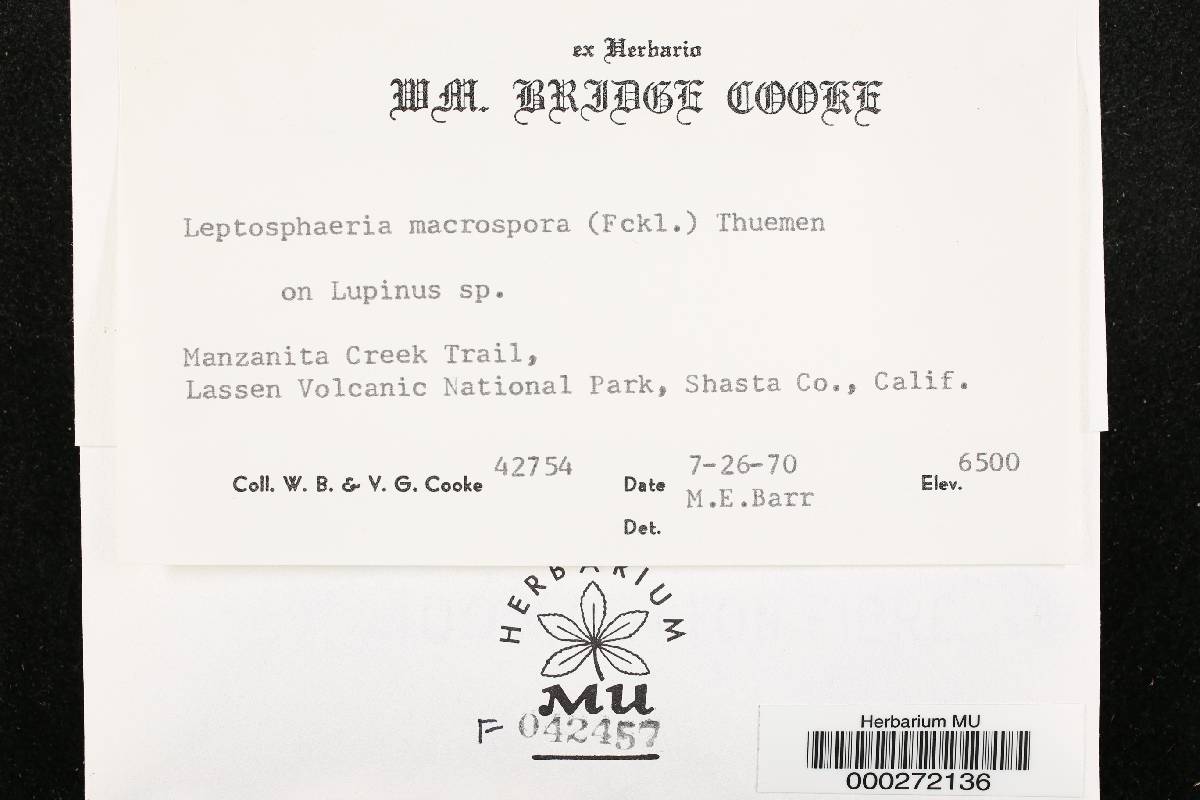 ex Herbario
WM. BRIDGE COOKE
Leptosphaeria macrospora (Fckl.) Thuemen
on Lupinus sp.
Manzanita Creek Trail,
Lassen Volcanic National Park, Shasta Co., Calif.
Coll. W. B. & V. G. Cooke 42754 Date 7-26-70 Elev. 6500
Det. M.E.Barr
HERBARIUM
MU
F 042457
Herbarium MU
000272136